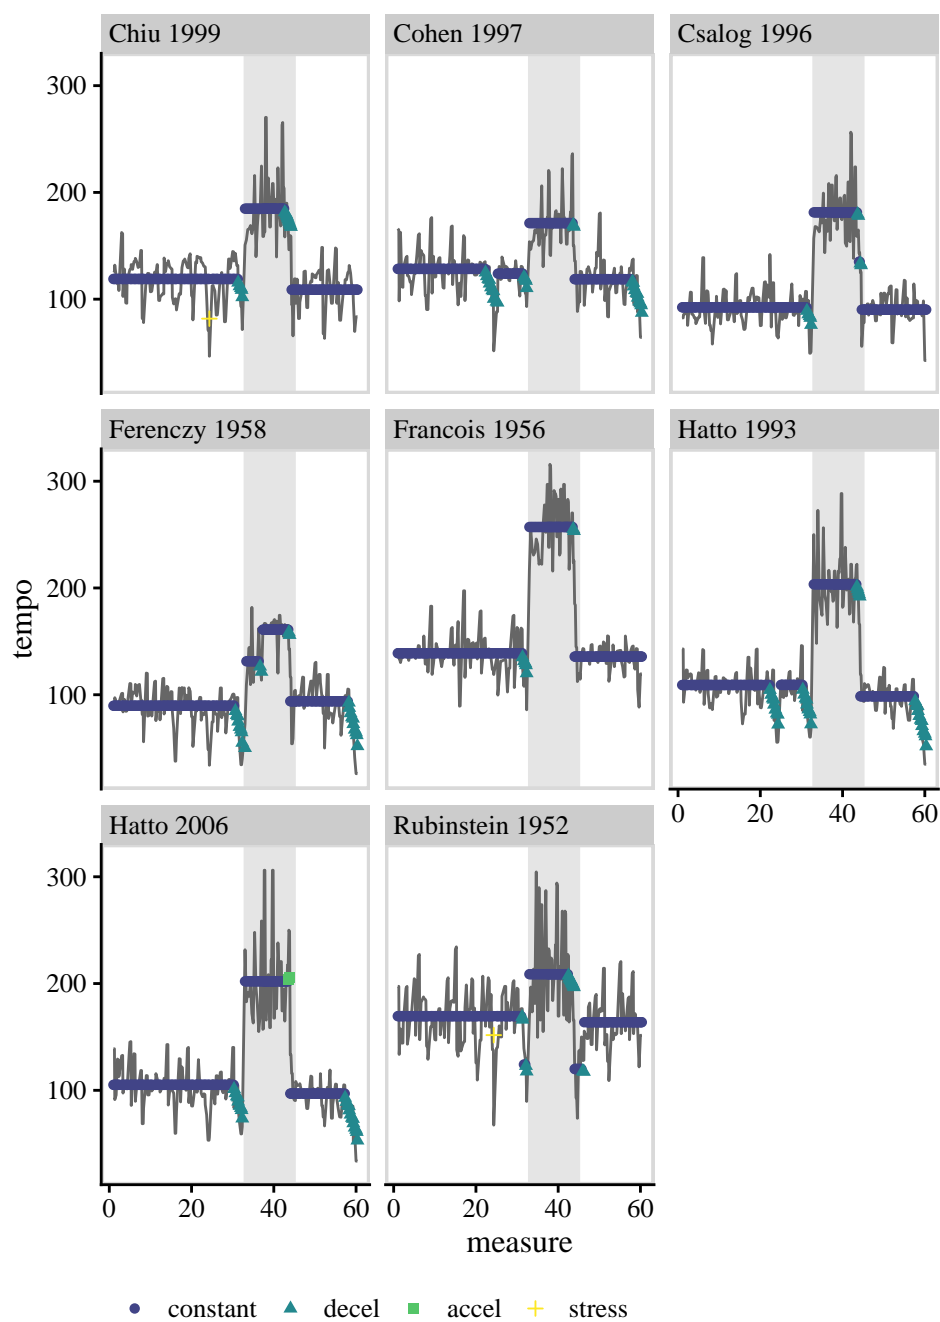 Chiu 1999 Cohen 1997 Csalog 1996
300
200
100
Ferenczy 1958 Francois 1956 Hatto 1993
300
200
100
tempo
0 20 40 60
Hatto 2006 Rubinstein 1952
300
200
100
0 20 40 60 0 20 40 60
measure
constant decel accel stress